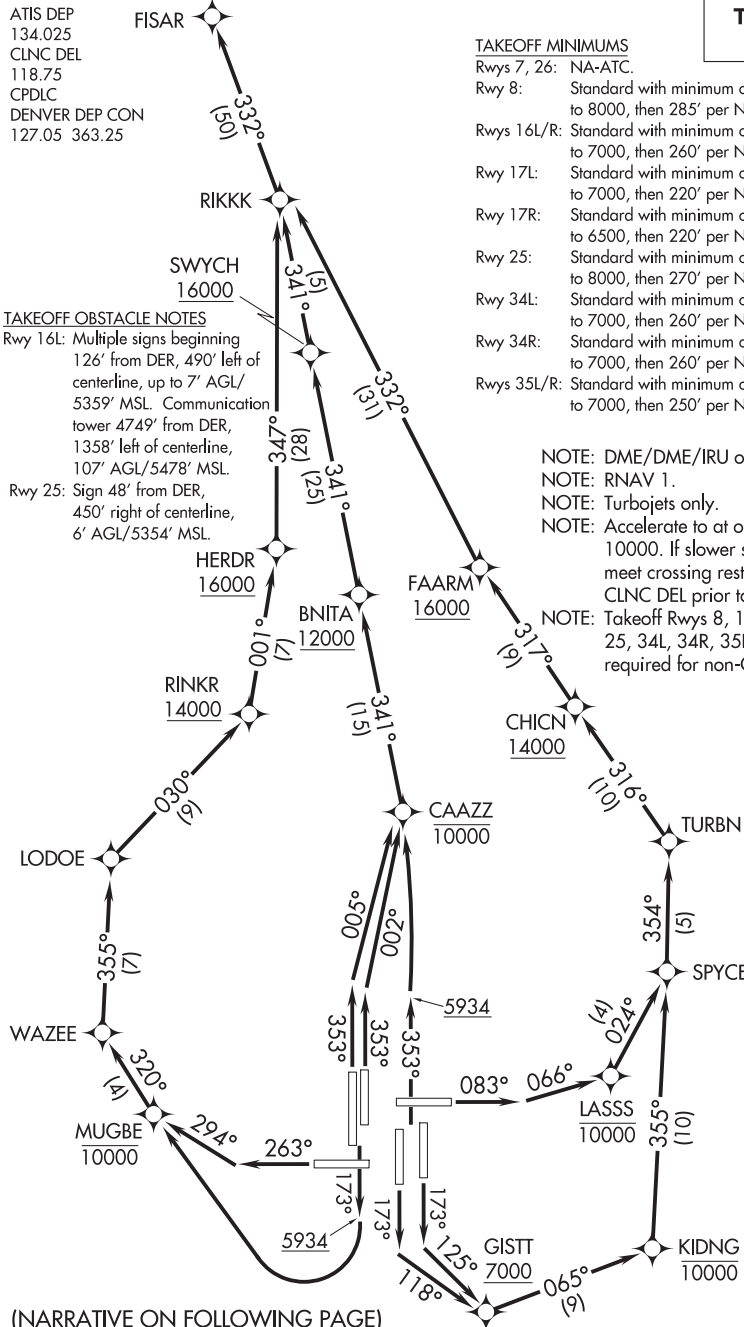 ATIS DEP
134.025
CLNC DEL
118.75
CPDLC
DENVER DEP CON
127.05 363.25
FISAR
T
TAKEOFF MINIMUMS
Rwys 7, 26: NA-ATC.
Rwy 8: Standard with minimum
to 8000, then 285' per N
Rwys 16L/R: Standard with minimum
to 7000, then 260' per N
Rwy 17L: Standard with minimum
to 7000, then 220' per N
Rwy 17R: Standard with minimum
to 6500, then 220' per N
Rwy 25: Standard with minimum
to 8000, then 270' per N
Rwy 34L: Standard with minimum
to 7000, then 260' per N
Rwy 34R: Standard with minimum
to 7000, then 260' per N
Rwys 35L/R: Standard with minimum
to 7000, then 250' per N
332°
(50)
RIKKK
SWYCH
16000
341°
(5)
332°
(31)
TAKEOFF OBSTACLE NOTES
Rwy 16L: Multiple signs beginning
126' from DER, 490' left of
centerline, up to 7' AGL/
5359' MSL. Communication
tower 4749' from DER,
1358' left of centerline,
107' AGL/5478' MSL.
Rwy 25: Sign 48' from DER,
450' right of centerline,
6' AGL/5354' MSL.
347°
(28)
341°
(25)
NOTE: DME/DME/IRU o
NOTE: RNAV 1.
NOTE: Turbojets only.
NOTE: Accelerate to at o
10000. If slower s
meet crossing rest
CLNC DEL prior to
NOTE: Takeoff Rwys 8, 1
25, 34L, 34R, 35
required for non-
HERDR
16000
BNITA
12000
FAARM
16000
001°
(7)
317°
(9)
RINKR
14000
341°
(15)
CHICN
14000
030°
(9)
316°
(10)
CAAZZ
10000
TURBN
LODOE
005°
002°
354°
(5)
355°
(7)
SPYCE
5934
WAZEE
353°
353°
353°
(4)
024°
083°
066°
LASSS
10000
320°
(4)
355°
(10)
MUGBE
10000
294°
263°
173°
173°
173°
5934
125°
118°
GISTT
7000
KIDNG
10000
065°
(9)
(NARRATIVE ON FOLLOWING PAGE)